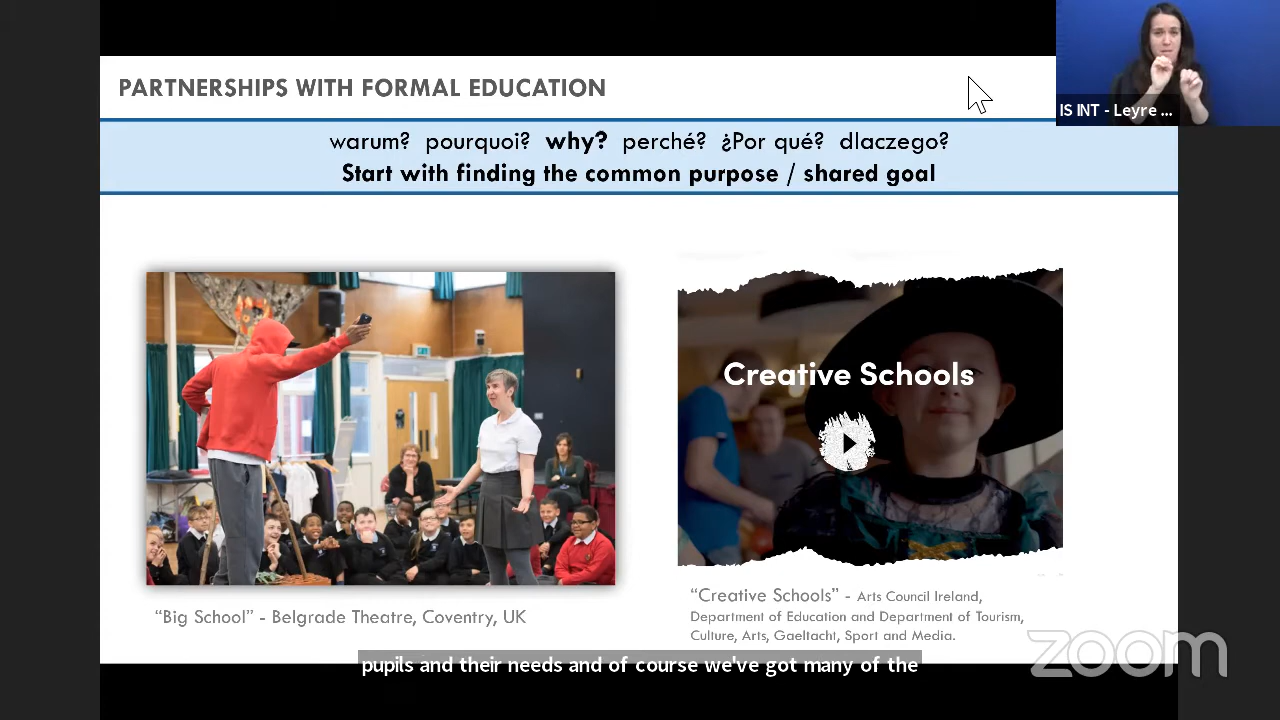 PARTNERSHIPS WITH FORMAL EDUCATION
IS INT - Leyre ...
warum? pourquoi? why? perché? ¿Por qué? dlaczego?
Start with finding the common purpose / shared goal
Creative Schools
"Big School" - Belgrade Theatre, Coventry, UK
"Creative Schools" - Arts Council Ireland,
Department of Education and Department of Tourism,
Culture, Arts, Gaeltacht, Sport and Media.
zoom
pupils and their needs and of course we've got many of the